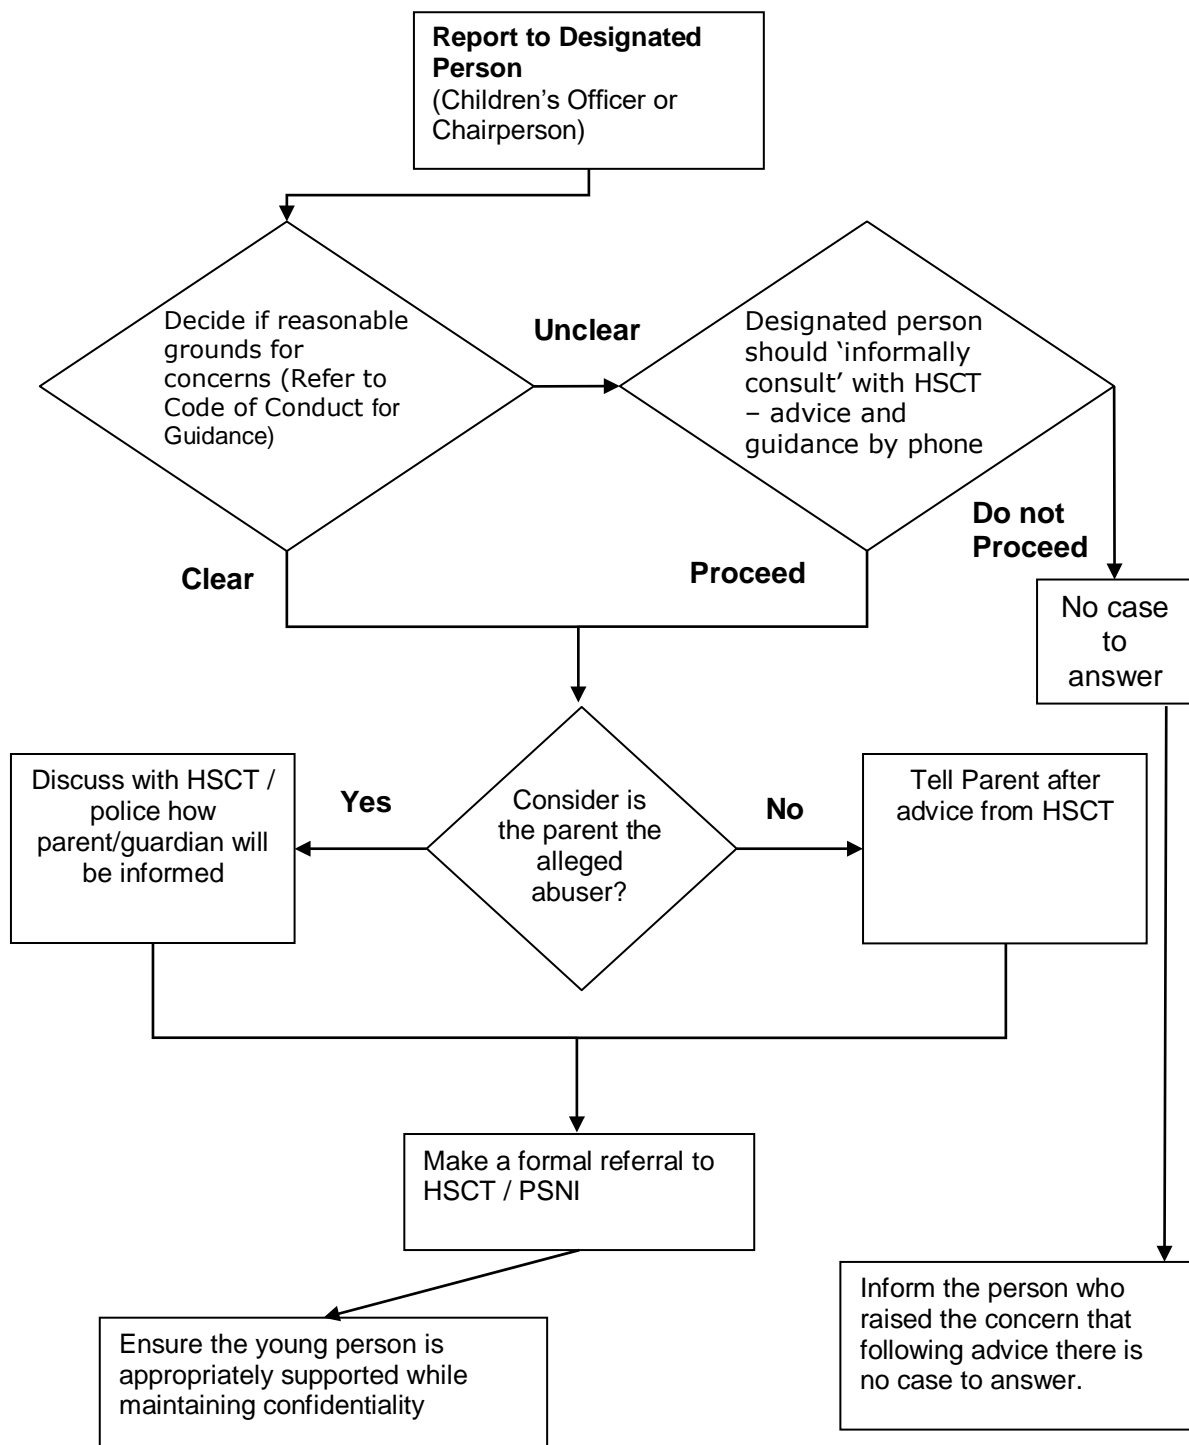 Report to Designated
Person
(Children’s Officer or
Chairperson)
Decide if reasonable
grounds for
concerns (Refer to
Code of Conduct for
Guidance)
Unclear
Designated person
should ‘informally
consult’ with HSCT
– advice and
guidance by phone
Clear
Proceed
Do not
Proceed
No case
to
answer
Discuss with HSCT /
police how
parent/guardian will
be informed
Yes
Consider is
the parent the
alleged
abuser?
No
Tell Parent after
advice from HSCT
Make a formal referral to
HSCT / PSNI
Ensure the young person is
appropriately supported while
maintaining confidentiality
Inform the person who
raised the concern that
following advice there is
no case to answer.